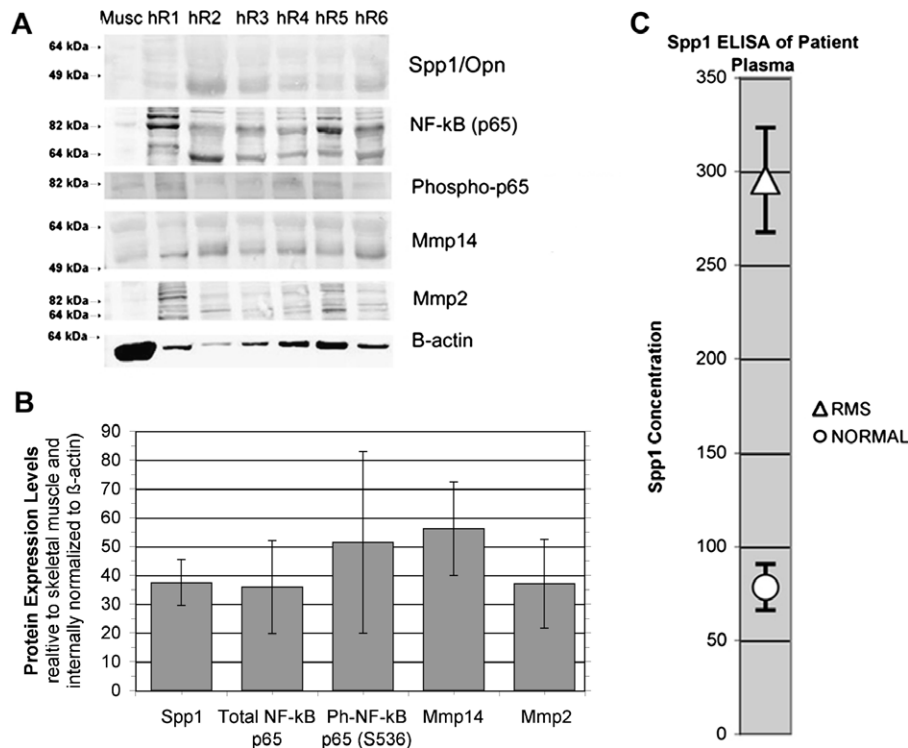 A
Musc hR1 hR2 hR3 hR4 hR5 hR6
64 kDa
49 kDa
Spp1/Opn
82 kDa
64 kDa
NF-kB (p65)
82 kDa
Phospho-p65
64 kDa
49 kDa
Mmp14
82 kDa
64 kDa
Mmp2
64 kDa
B-actin
B
Protein Expression Levels
realtive to skeletal muscle and
internally normalized to ß-actin)
90
80
70
60
50
40
30
20
10
0
Spp1
Total NF-kB
p65
Ph-NF-kB
p65 (S536)
Mmp14
Mmp2
C
Spp1 ELISA of Patient
Plasma
Spp1 Concentration
350
300
250
200
150
100
50
0
RMS
NORMAL